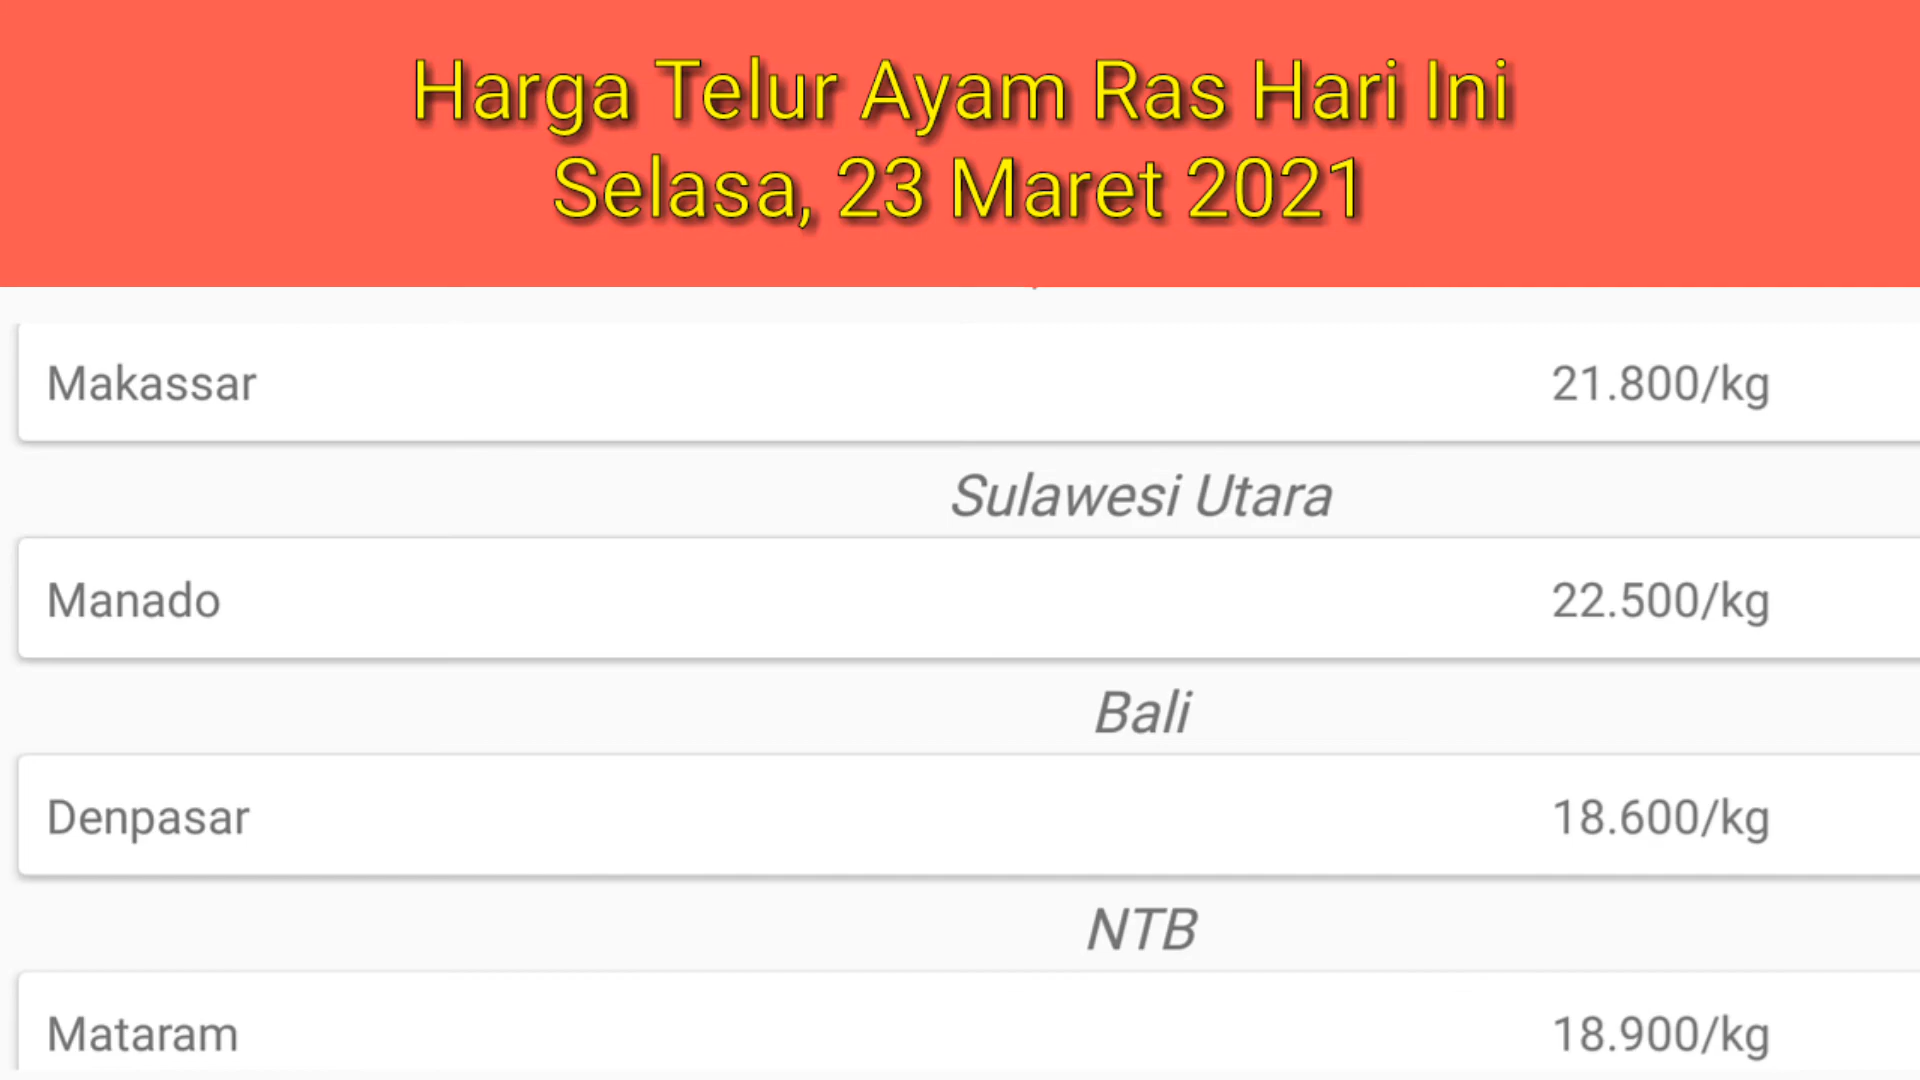 Harga Telur Ayam Ras Hari Ini
Selasa, 23 Maret 2021
Makassar 21.800/kg
Sulawesi Utara
Manado 22.500/kg
Bali
Denpasar 18.600/kg
NTB
Mataram 18.900/kg